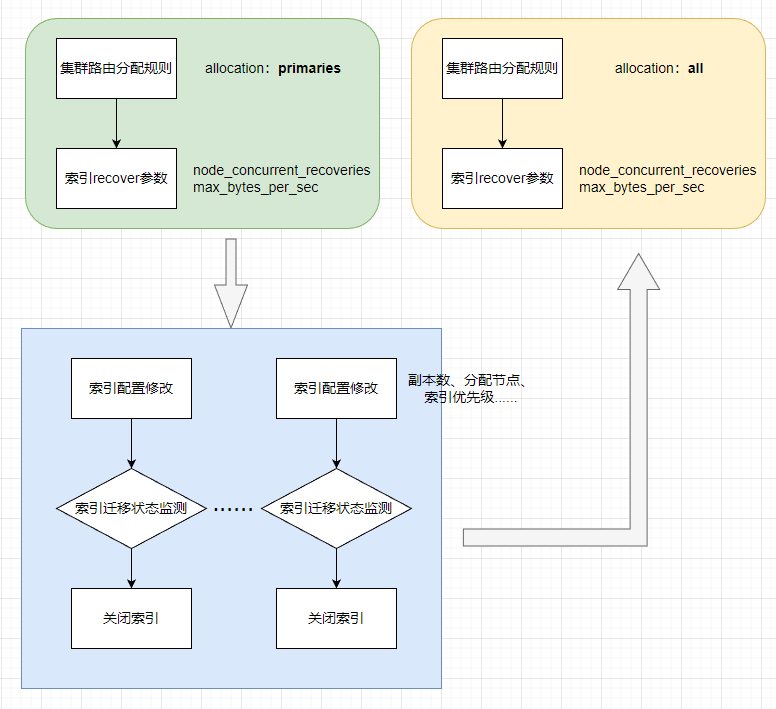 集群路由分配规则
allocation：primaries
索引recover参数
node_concurrent_recoveries
max_bytes_per_sec
集群路由分配规则
allocation：all
索引recover参数
node_concurrent_recoveries
max_bytes_per_sec
索引配置修改
索引配置修改
副本数、分配节点、
索引优先级......
索引迁移状态监测
......
索引迁移状态监测
关闭索引
关闭索引